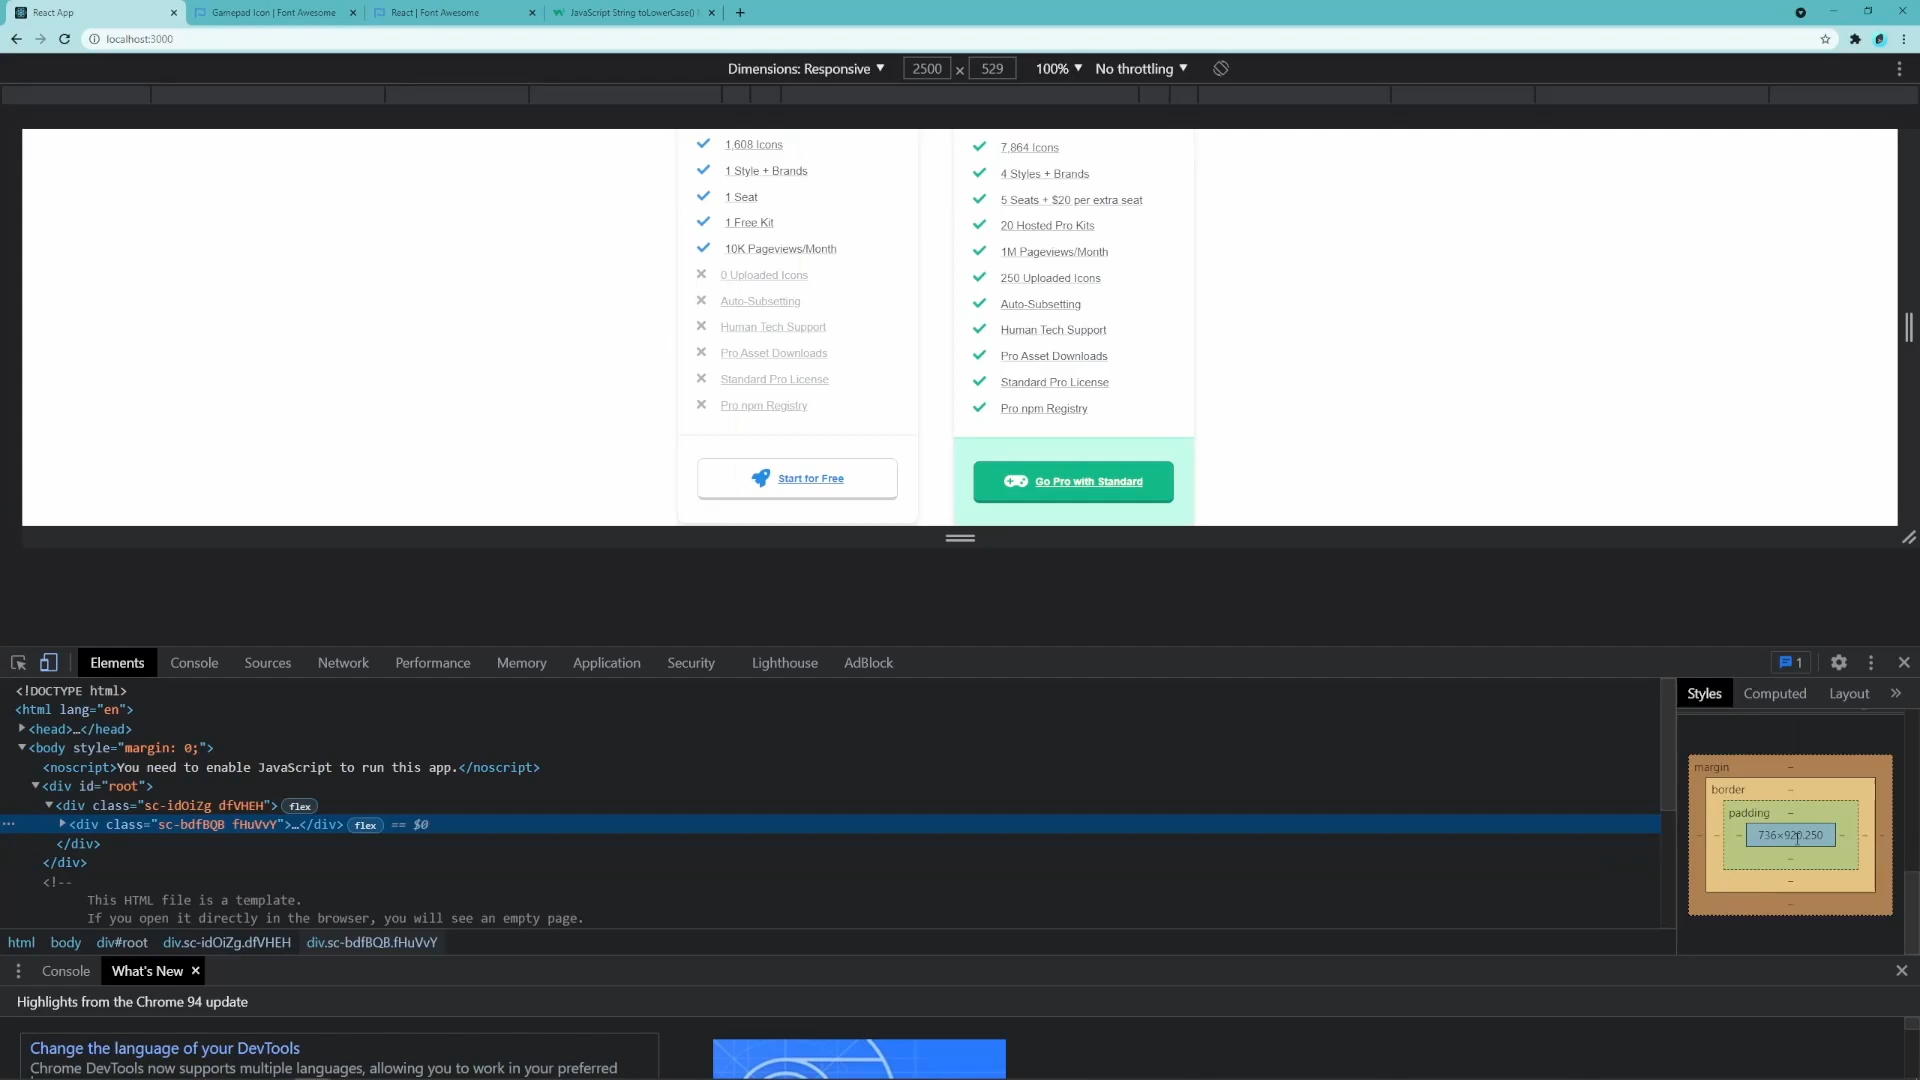 React App
Gamepad Icon | Font Awesome
React | Font Awesome
JavaScript String toLowerCase()
localhost:3000
Dimensions: Responsive
2500 × 529
100%
No throttling
1,608 Icons
1 Style + Brands
1 Seat
1 Free Kit
10K Pageviews/Month
0 Uploaded Icons
Auto-Subsetting
Human Tech Support
Pro Asset Downloads
Standard Pro License
Pro npm Registry
Start for Free
7,864 Icons
4 Styles + Brands
5 Seats + $20 per extra seat
20 Hosted Pro Kits
1M Pageviews/Month
250 Uploaded Icons
Auto-Subsetting
Human Tech Support
Pro Asset Downloads
Standard Pro License
Pro npm Registry
Go Pro with Standard
Elements Console Sources Network Performance Memory Application Security Lighthouse AdBlock
1
<!DOCTYPE html>
<html lang="en">
<head>…</head>
<body style="margin: 0;">
<noscript>You need to enable JavaScript to run this app.</noscript>
<div id="root">
<div class="sc-idOiZg dfVHEH"> flex
<div class="sc-bdfBQB fHuVvY">…</div> flex == $0
</div>
</div>
<!--
This HTML file is a template.
If you open it directly in the browser, you will see an empty page.
html body div#root div.sc-idOiZg.dfVHEH div.sc-bdfBQB.fHuVvY
Styles Computed Layout
margin –
border –
padding –
736×920.250
Console What's New
Highlights from the Chrome 94 update
Change the language of your DevTools
Chrome DevTools now supports multiple languages, allowing you to work in your preferred